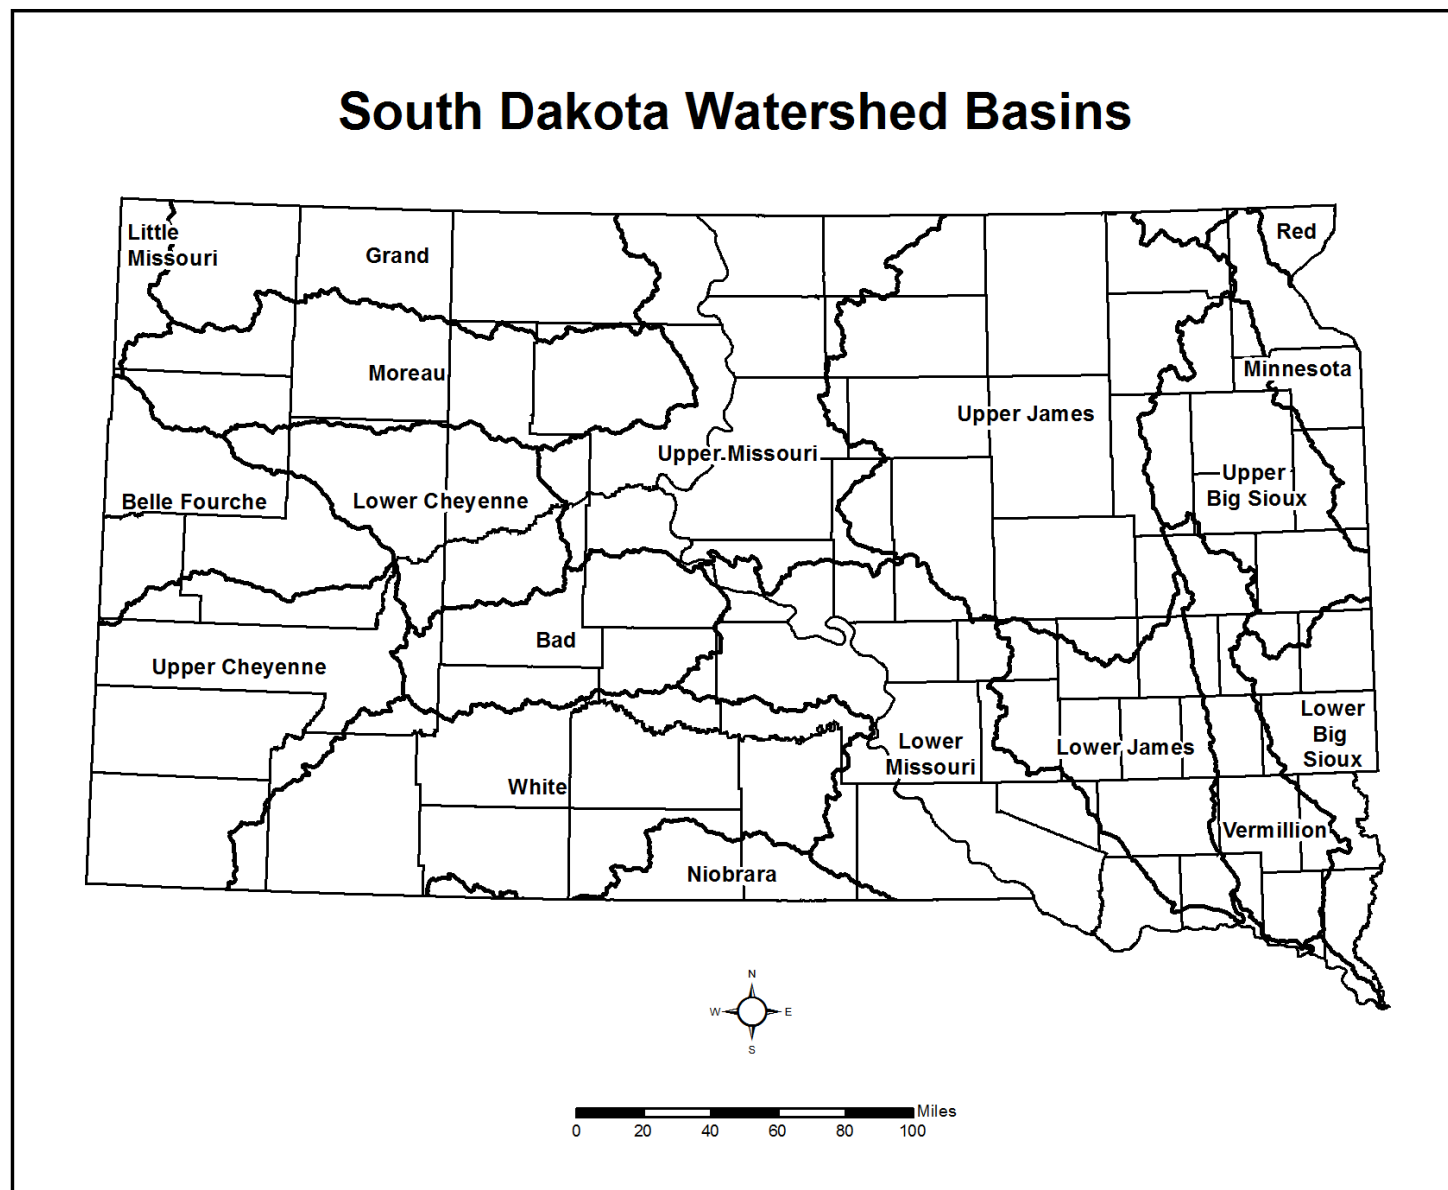 South Dakota Watershed Basins
Little
Missouri
Grand
Red
Moreau
Minnesota
Upper James
Upper Missouri
Belle Fourche
Lower Cheyenne
Upper
Big Sioux
Bad
Upper Cheyenne
Lower
Missouri
Lower James
Lower
Big
Sioux
White
Vermillion
Niobrara
N
W
E
S
Miles
0 20 40 60 80 100